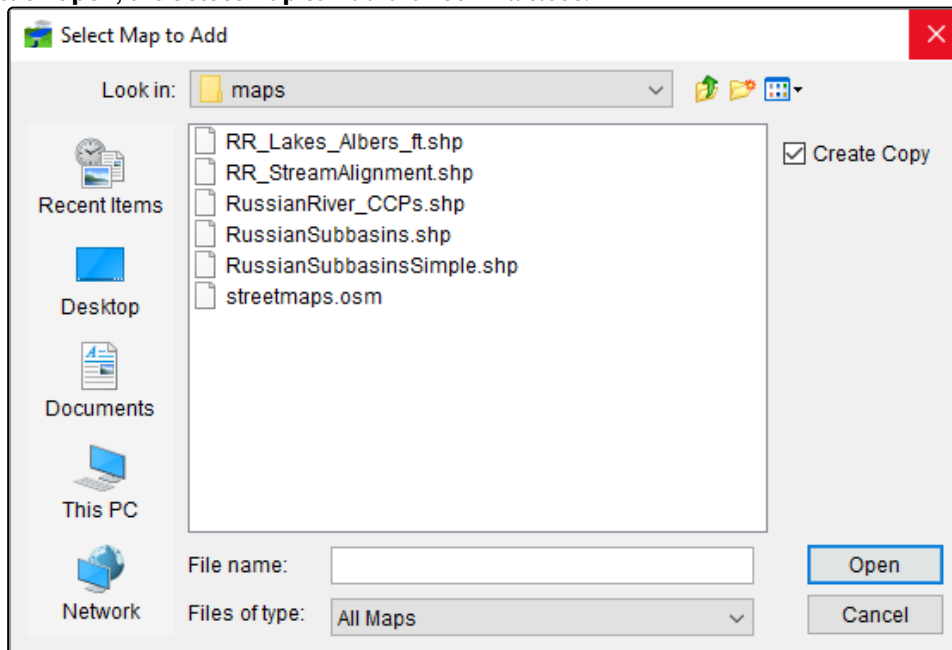 Select Map to Add
Look in: maps
RR_Lakes_Albers_ft.shp
RR_StreamAlignment.shp
RussianRiver_CCPs.shp
RussianSubbasins.shp
RussianSubbasinsSimple.shp
streetmaps.osm
Create Copy
Recent Items
Desktop
Documents
This PC
Network
File name:
Open
Files of type: All Maps
Cancel